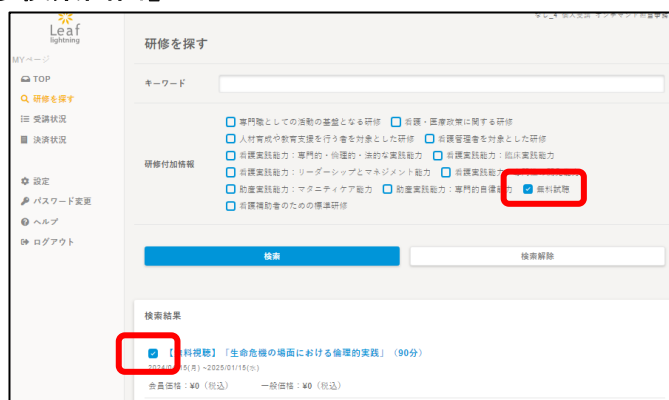 Leaf
lightning
MYページ
TOP
研修を探す
受講状況
決済状況
設定
パスワード変更
ヘルプ
ログアウト
研修を探す
キーワード
研修付加情報
専門職としての活動の基盤となる研修 看護・医療政策に関する研修
人材育成や教育支援を行う者を対象とした研修 看護管理者を対象とした研修
看護実践能力：専門的・倫理的・法的な実践能力 看護実践能力：臨床実践能力
看護実践能力：リーダーシップとマネジメント能力 看護実践能力
助産実践能力：マタニティケア能力 助産実践能力：専門的自律能力 無料試聴
看護補助者のための標準研修
検索 検索解除
検索結果
料視聴】「生命危機の場面における倫理的実践」（90分）
~2025/01/15(水)
会員価格：¥0（税込） 一般価格：¥0（税込）